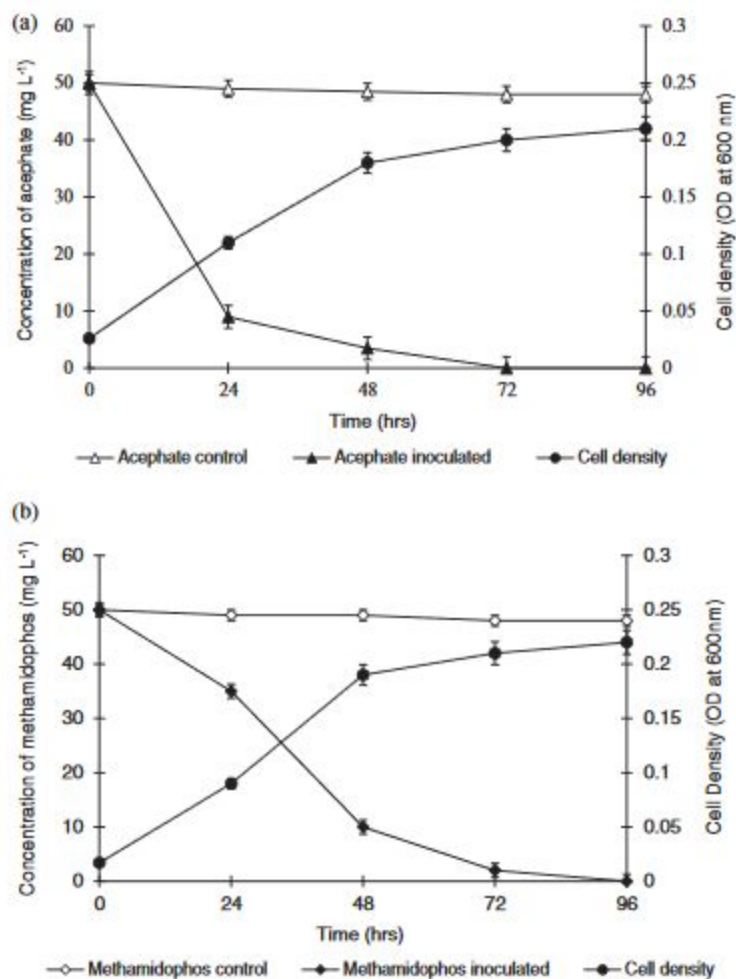 (a)
60
50
40
30
20
10
0
Concentration of acephate (mg L⁻¹)
0.3
0.25
0.2
0.15
0.1
0.05
0
Cell density (OD at 600 nm)
0 24 48 72 96
Time (hrs)
Acephate control Acephate inoculated Cell density
(b)
60
50
40
30
20
10
0
Concentration of methamidophos (mg L⁻¹)
0.3
0.25
0.2
0.15
0.1
0.05
0
Cell Density (OD at 600nm)
0 24 48 72 96
Time (hrs)
Methamidophos control Methamidophos inoculated Cell density